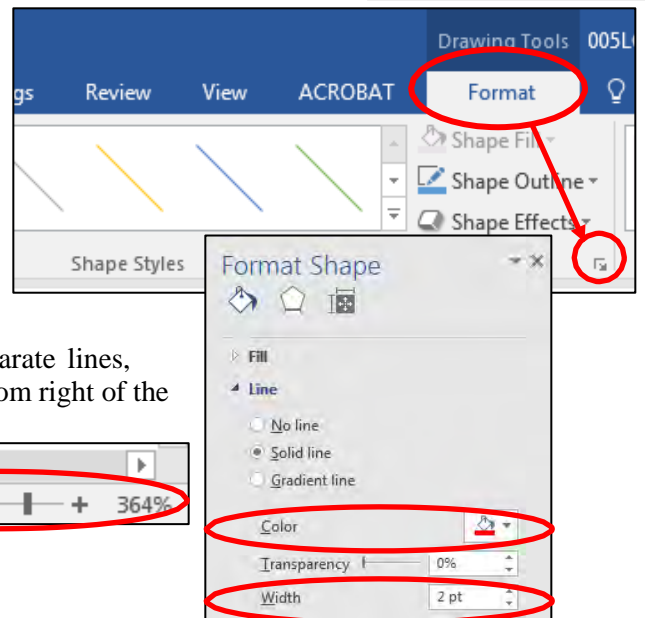 Drawing Tools 005L
gs Review View ACROBAT Format
Shape Fill
Shape Outline
Shape Effects
Shape Styles
Format Shape
Fill
Line
No line
Solid line
Gradient line
Color
Transparency 0%
Width 2 pt
arate lines,
om right of the
+ 364%